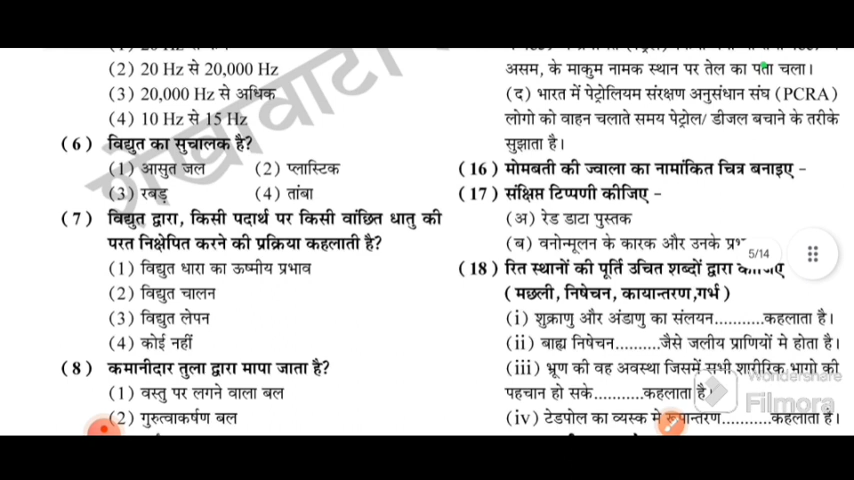 (2) 20 Hz से 20,000 Hz
(3) 20,000 Hz से अधिक
(4) 10 Hz से 15 Hz
(6) विद्युत का सुचालक है?
(1) आसुत जल (2) प्लास्टिक
(3) रबड़ (4) तांबा
(7) विद्युत द्वारा, किसी पदार्थ पर किसी वांछित धातु की
परत निक्षेपित करने की प्रक्रिया कहलाती है?
(1) विद्युत धारा का ऊष्मीय प्रभाव
(2) विद्युत चालन
(3) विद्युत लेपन
(4) कोई नहीं
(8) कमानीदार तुला द्वारा मापा जाता है?
(1) वस्तु पर लगने वाला बल
(2) गुरुत्वाकर्षण बल
असम, के माकुम नामक स्थान पर तेल का पता चला।
(द) भारत में पेट्रोलियम संरक्षण अनुसंधान संघ (PCRA)
लोगो को वाहन चलाते समय पेट्रोल/ डीजल बचाने के तरीके
सुझाता है।
(16) मोमबती की ज्वाला का नामांकित चित्र बनाइए -
(17) संक्षिप्त टिप्पणी कीजिए -
(अ) रेड डाटा पुस्तक
(ब) वनोन्मूलन के कारक और उनके
5/14
(18) रित स्थानों की पूर्ति उचित शब्दों द्वारा
(मछली, निषेचन, कायान्तरण,गर्भ)
(i) शुक्राणु और अंडाणु का संलयन...........कहलाता है।
(ii) बाह्य निषेचन..........जैसे जलीय प्राणियों मे होता है।
(iii) भ्रूण की वह अवस्था जिसमें सभी शारीरिक भागो की
पहचान हो सके..........कहलाता है।
(iv) टेडपोल का व्यस्क मे रूपान्तरण...........कहलाता है।
शेखावाटी
Wondershare
Filmora